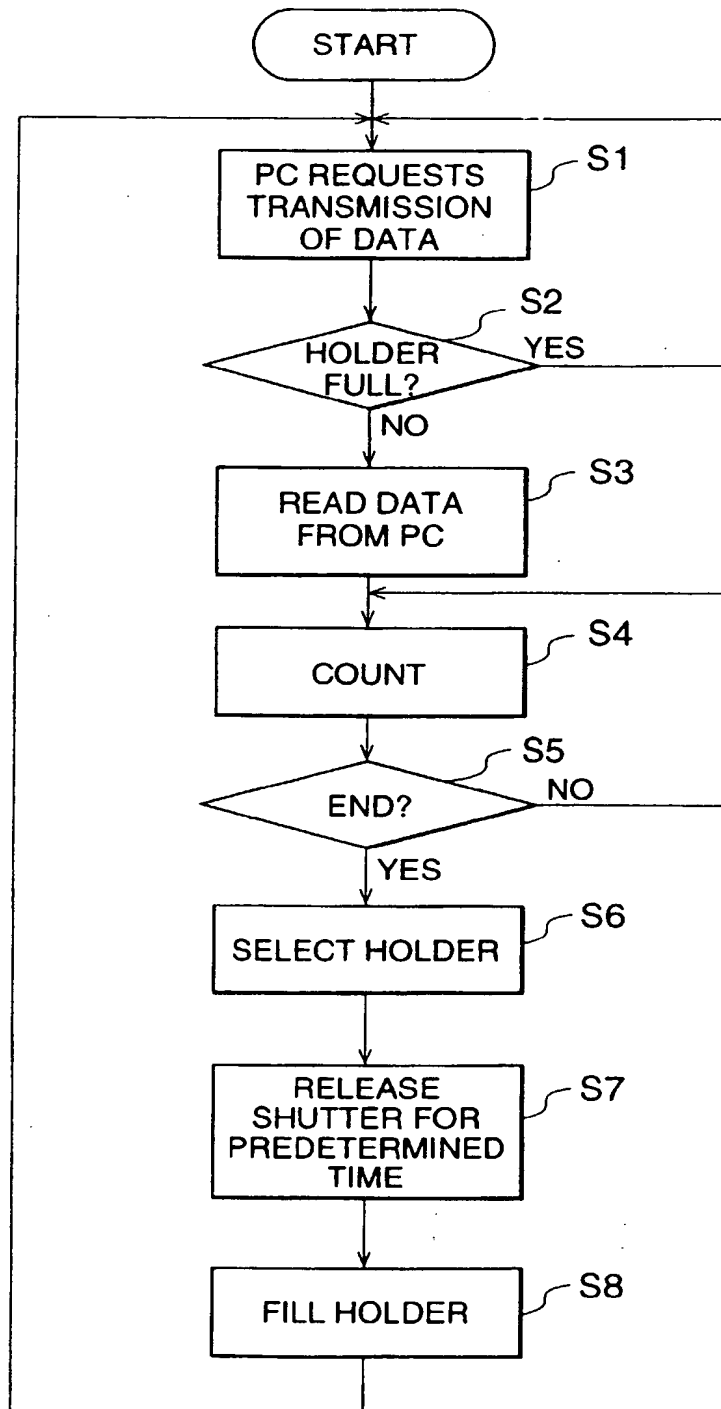 START
PC REQUESTS
TRANSMISSION
OF DATA
S1
S2
HOLDER
FULL?
YES
NO
READ DATA
FROM PC
S3
COUNT
S4
S5
END?
NO
YES
SELECT HOLDER
S6
RELEASE
SHUTTER FOR
PREDETERMINED
TIME
S7
FILL HOLDER
S8